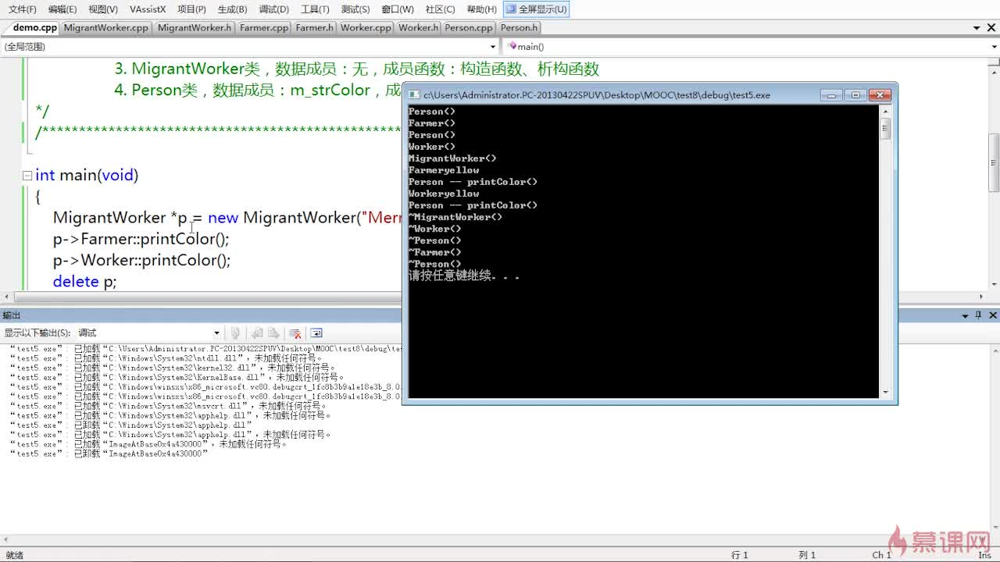 文件(F) 编辑(E) 视图(V) VAssistX 项目(P) 生成(B) 调试(D) 工具(T) 测试(S) 窗口(W) 社区(C) 帮助(H) 全屏显示(U)
demo.cpp MigrantWorker.cpp MigrantWorker.h Farmer.cpp Farmer.h Worker.cpp Worker.h Person.cpp Person.h
(全局范围) main()
3. MigrantWorker类，数据成员：无，成员函数：构造函数、析构函数
4. Person类，数据成员：m_strColor，成
*/
/*************************************************
int main(void)
{
MigrantWorker *p = new MigrantWorker("Merr
p->Farmer::printColor();
p->Worker::printColor();
delete p;
c:\Users\Administrator.PC-20130422SPUV\Desktop\MOOC\test8\debug\test5.exe
Person()
Farmer()
Person()
Worker()
MigrantWorker()
Farmeryellow
Person -- printColor()
Workeryellow
Person -- printColor()
~MigrantWorker()
~Worker()
~Person()
~Farmer()
~Person()
请按任意键继续. . .
输出
显示以下输出(S): 调试
“test5.exe”: 已加载“C:\Users\Administrator.PC-20130422SPUV\Desktop\MOOC\test8\debug\te
“test5.exe”: 已加载“C:\Windows\System32\ntdll.dll”，未加载任何符号。
“test5.exe”: 已加载“C:\Windows\System32\kernel32.dll”，未加载任何符号。
“test5.exe”: 已加载“C:\Windows\System32\KernelBase.dll”，未加载任何符号。
“test5.exe”: 已加载“C:\Windows\winsxs\x86_microsoft.vc80.debugcrt_1fc8b3b9a1e18e3b_8.0.
“test5.exe”: 已加载“C:\Windows\winsxs\x86_microsoft.vc80.debugcrt_1fc8b3b9a1e18e3b_8.0.
“test5.exe”: 已加载“C:\Windows\System32\msvcrt.dll”，未加载任何符号。
“test5.exe”: 已加载“C:\Windows\System32\apphelp.dll”，未加载任何符号。
“test5.exe”: 已卸载“C:\Windows\System32\apphelp.dll”
“test5.exe”: 已加载“C:\Windows\System32\apphelp.dll”，未加载任何符号。
“test5.exe”: 已加载“ImageAtBase0x4a430000”，未加载任何符号。
“test5.exe”: 已卸载“ImageAtBase0x4a430000”
慕课网
就绪 行 1 列 1 Ch 1 Ins